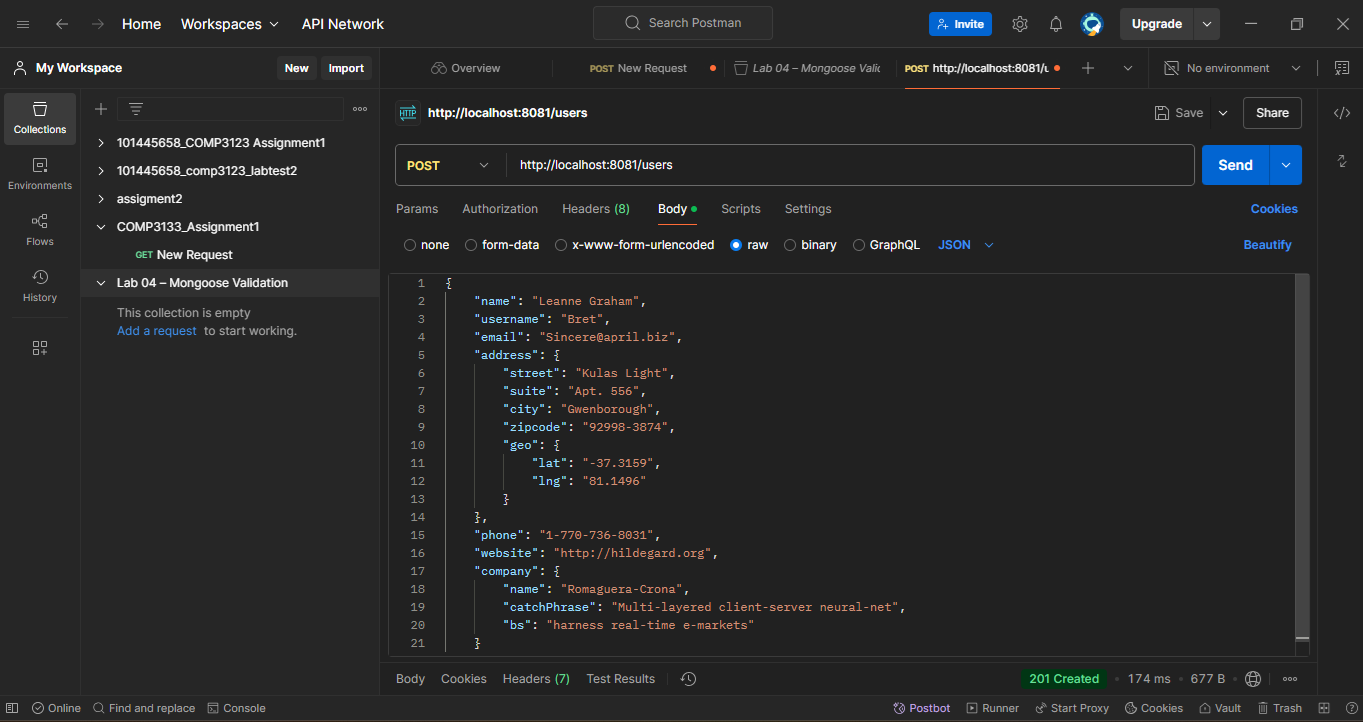 Home Workspaces API Network Search Postman Invite Upgrade
My Workspace New Import Overview POST New Request Lab 04 – Mongoose Valid POST http://localhost:8081/u No environment
Collections
Environments
Flows
History
101445658_COMP3123 Assignment1
101445658_comp3123_labtest2
assigment2
COMP3133_Assignment1
GET New Request
Lab 04 – Mongoose Validation
This collection is empty
Add a request to start working.
HTTP http://localhost:8081/users Save Share
POST http://localhost:8081/users Send
Params Authorization Headers (8) Body Scripts Settings Cookies
none form-data x-www-form-urlencoded raw binary GraphQL JSON Beautify
1 {
2 "name": "Leanne Graham",
3 "username": "Bret",
4 "email": "Sincere@april.biz",
5 "address": {
6 "street": "Kulas Light",
7 "suite": "Apt. 556",
8 "city": "Gwenborough",
9 "zipcode": "92998-3874",
10 "geo": {
11 "lat": "-37.3159",
12 "lng": "81.1496"
13 }
14 },
15 "phone": "1-770-736-8031",
16 "website": "http://hildegard.org",
17 "company": {
18 "name": "Romaguera-Crona",
19 "catchPhrase": "Multi-layered client-server neural-net",
20 "bs": "harness real-time e-markets"
21 }
Body Cookies Headers (7) Test Results 201 Created 174 ms 677 B
Online Find and replace Console Postbot Runner Start Proxy Cookies Vault Trash